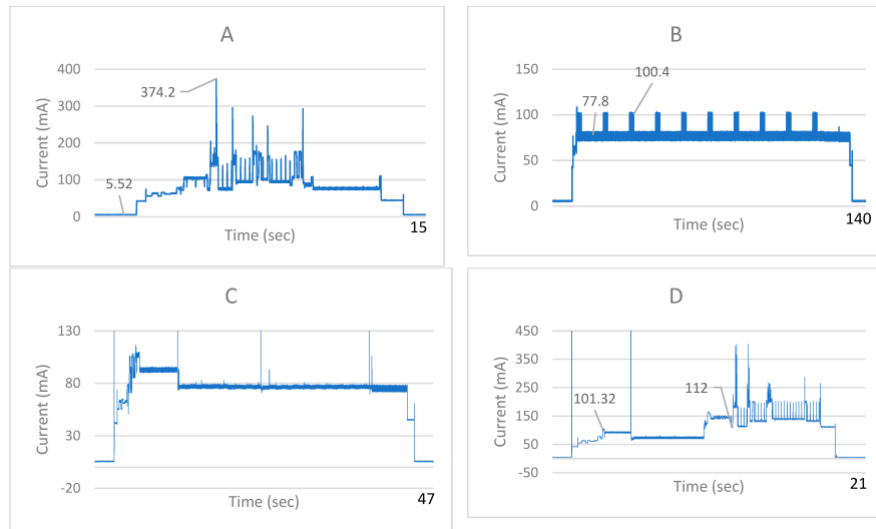 A
400
300
200
100
0
Current (mA)
374.2
5.52
Time (sec)
15
B
150
100
50
0
Current (mA)
77.8
100.4
Time (sec)
140
C
130
80
30
-20
Current (mA)
Time (sec)
47
D
450
350
250
150
50
-50
Current (mA)
101.32
112
Time (sec)
21